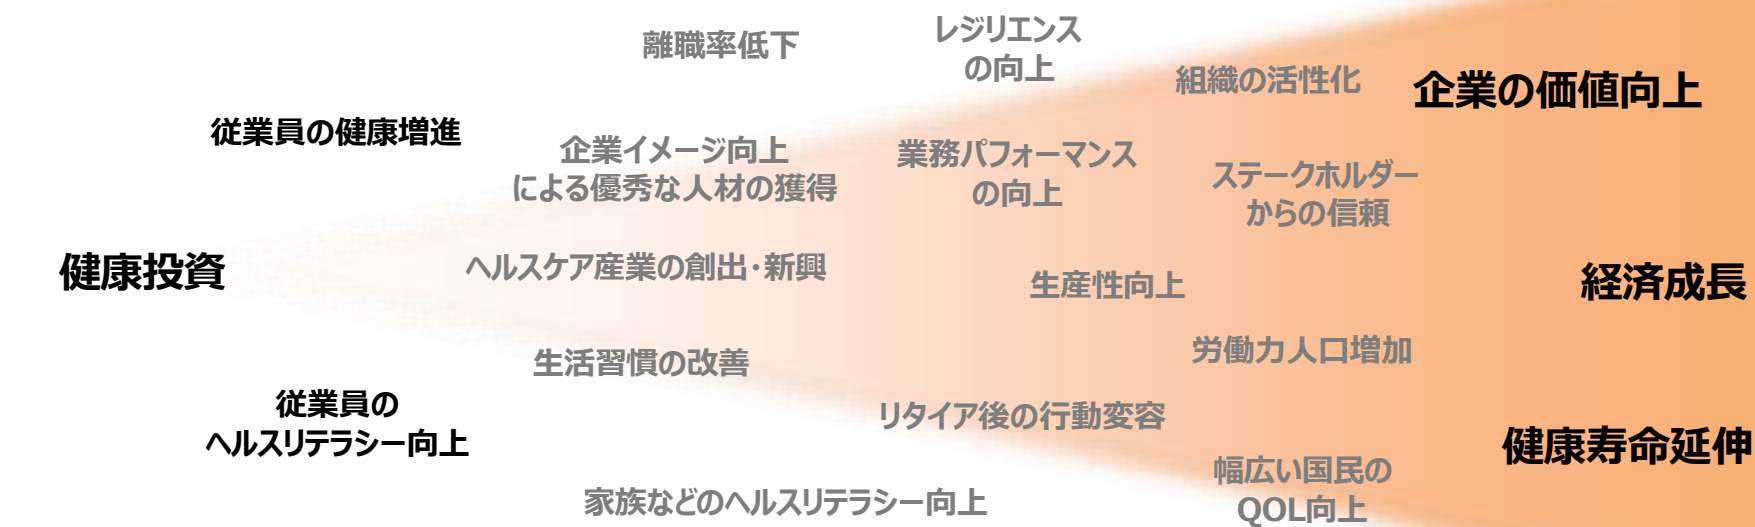 離職率低下
レジリエンス
の向上
組織の活性化
企業の価値向上
従業員の健康増進
企業イメージ向上
による優秀な人材の獲得
業務パフォーマンス
の向上
ステークホルダー
からの信頼
健康投資
ヘルスケア産業の創出・新興
生産性向上
経済成長
生活習慣の改善
労働力人口増加
従業員の
ヘルスリテラシー向上
リタイア後の行動変容
健康寿命延伸
家族などのヘルスリテラシー向上
幅広い国民の
QOL向上